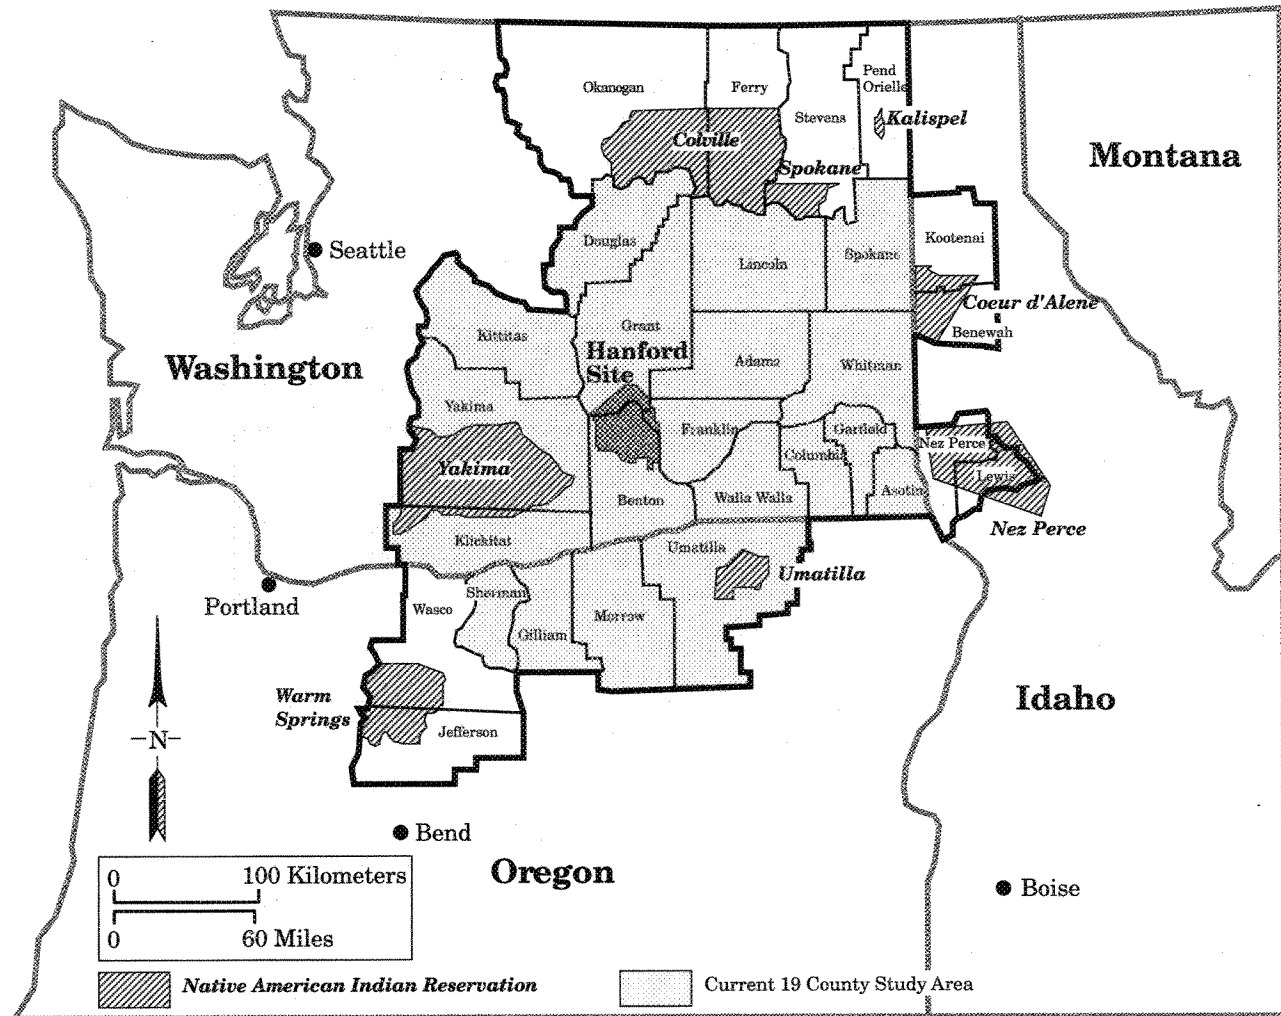 Okanogan
Ferry
Stevens
Pend
Orielle
Kalispel
Colville
Spokane
Montana
Seattle
Douglas
Lincoln
Spokane
Kootenai
Coeur d'Alene
Benewah
Kittitas
Grant
Washington
Hanford
Site
Adams
Whitman
Yakima
Franklin
Garfield
Columbia
Nez Perce
Lewis
Yakima
Benton
Walla Walla
Asotin
Nez Perce
Klickitat
Umatilla
Umatilla
Portland
Wasco
Sherman
Gilliam
Morrow
Warm
Springs
Jefferson
Idaho
N
Bend
Oregon
Boise
0 100 Kilometers
0 60 Miles
Native American Indian Reservation
Current 19 County Study Area